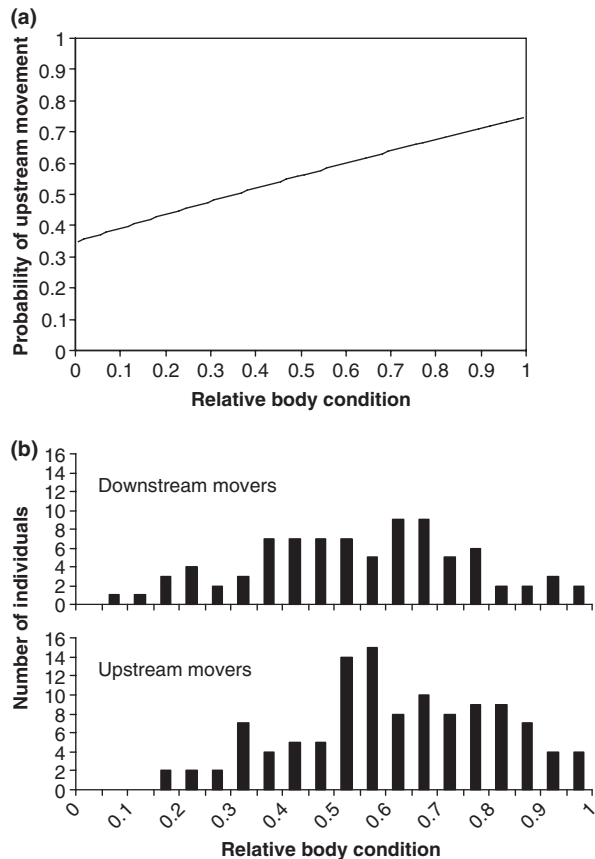 (a)
Probability of upstream movement
1
0.9
0.8
0.7
0.6
0.5
0.4
0.3
0.2
0.1
0
0 0.1 0.2 0.3 0.4 0.5 0.6 0.7 0.8 0.9 1
Relative body condition
(b)
Number of individuals
16
14
12
10
8
6
4
2
0
Downstream movers
16
14
12
10
8
6
4
2
0
Upstream movers
0 0.1 0.2 0.3 0.4 0.5 0.6 0.7 0.8 0.9 1
Relative body condition